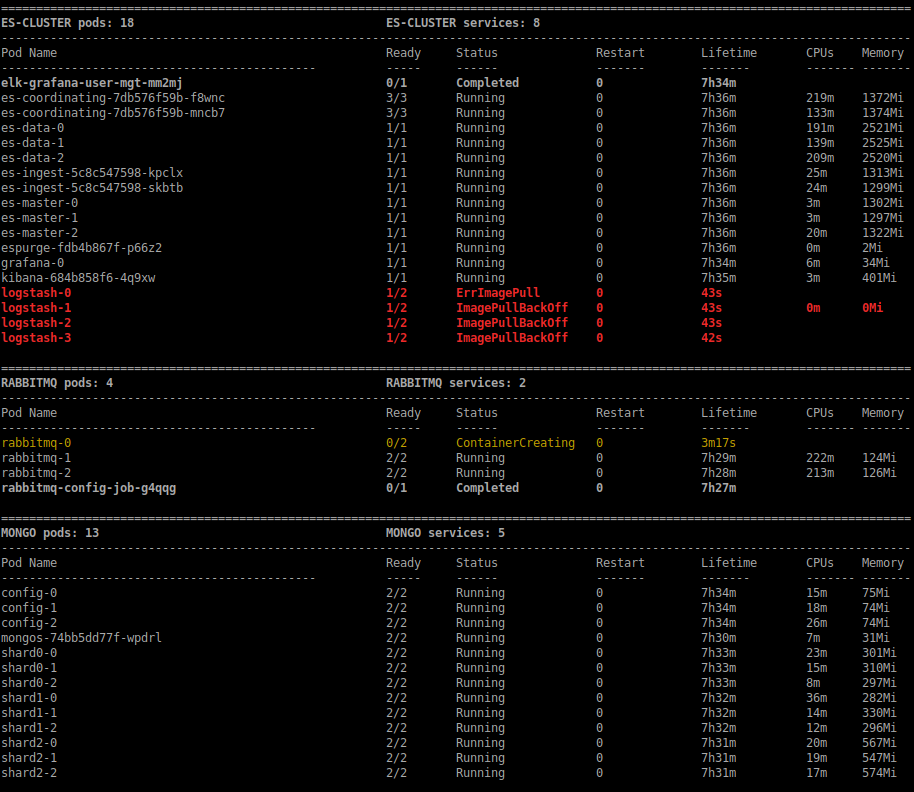 ES-CLUSTER pods: 18 ES-CLUSTER services: 8
Pod Name Ready Status Restart Lifetime CPUs Memory
elk-grafana-user-mgt-mm2mj 0/1 Completed 0 7h34m
es-coordinating-7db576f59b-f8wnc 3/3 Running 0 7h36m 219m 1372Mi
es-coordinating-7db576f59b-mncb7 3/3 Running 0 7h36m 133m 1374Mi
es-data-0 1/1 Running 0 7h36m 191m 2521Mi
es-data-1 1/1 Running 0 7h36m 139m 2525Mi
es-data-2 1/1 Running 0 7h36m 209m 2520Mi
es-ingest-5c8c547598-kpclx 1/1 Running 0 7h36m 25m 1313Mi
es-ingest-5c8c547598-skbtb 1/1 Running 0 7h36m 24m 1299Mi
es-master-0 1/1 Running 0 7h36m 3m 1302Mi
es-master-1 1/1 Running 0 7h36m 3m 1297Mi
es-master-2 1/1 Running 0 7h36m 20m 1322Mi
espurge-fdb4b867f-p66z2 1/1 Running 0 7h36m 0m 2Mi
grafana-0 1/1 Running 0 7h34m 6m 34Mi
kibana-684b858f6-4q9xw 1/1 Running 0 7h35m 3m 401Mi
logstash-0 1/2 ErrImagePull 0 43s
logstash-1 1/2 ImagePullBackOff 0 43s 0m 0Mi
logstash-2 1/2 ImagePullBackOff 0 43s
logstash-3 1/2 ImagePullBackOff 0 42s
RABBITMQ pods: 4 RABBITMQ services: 2
Pod Name Ready Status Restart Lifetime CPUs Memory
rabbitmq-0 0/2 ContainerCreating 0 3m17s
rabbitmq-1 2/2 Running 0 7h29m 222m 124Mi
rabbitmq-2 2/2 Running 0 7h28m 213m 126Mi
rabbitmq-config-job-g4qqg 0/1 Completed 0 7h27m
MONGO pods: 13 MONGO services: 5
Pod Name Ready Status Restart Lifetime CPUs Memory
config-0 2/2 Running 0 7h34m 15m 75Mi
config-1 2/2 Running 0 7h34m 18m 74Mi
config-2 2/2 Running 0 7h34m 26m 74Mi
mongos-74bb5dd77f-wpdrl 2/2 Running 0 7h30m 7m 31Mi
shard0-0 2/2 Running 0 7h33m 23m 301Mi
shard0-1 2/2 Running 0 7h33m 15m 310Mi
shard0-2 2/2 Running 0 7h33m 8m 297Mi
shard1-0 2/2 Running 0 7h32m 36m 282Mi
shard1-1 2/2 Running 0 7h32m 14m 330Mi
shard1-2 2/2 Running 0 7h32m 12m 296Mi
shard2-0 2/2 Running 0 7h31m 20m 567Mi
shard2-1 2/2 Running 0 7h31m 19m 547Mi
shard2-2 2/2 Running 0 7h31m 17m 574Mi